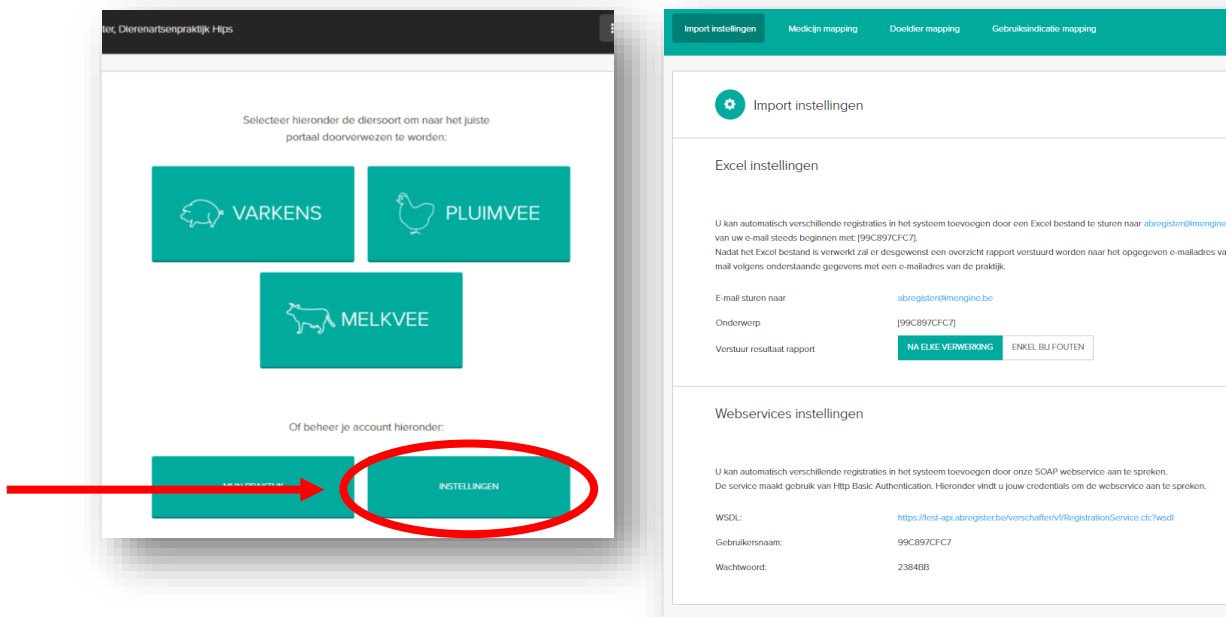 ter, Dierenartsenpraktijk Hips
Selecteer hieronder de diersoort om naar het juiste
portaal doorverwezen te worden:
VARKENS
PLUIMVEE
MELKVEE
Of beheer je account hieronder:
MIJN PRAKTIJK
INSTELLINGEN
Import instellingen
Medicijn mapping
Doeldier mapping
Gebruiksindicatie mapping
Import instellingen
Excel instellingen
U kan automatisch verschillende registraties in het systeem toevoegen door een Excel bestand te sturen naar abregister@imengine
van uw e-mail steeds beginnen met: [99C897CFC7].
Nadat het Excel bestand is verwerkt zal er desgewenst een overzicht rapport verstuurd worden naar het opgegeven e-mailadres va
mail volgens onderstaande gegevens met een e-mailadres van de praktijk.
E-mail sturen naar abregister@imengine.be
Onderwerp [99C897CFC7]
Verstuur resultaat rapport NA ELKE VERWERKING ENKEL BIJ FOUTEN
Webservices instellingen
U kan automatisch verschillende registraties in het systeem toevoegen door onze SOAP webservice aan te spreken.
De service maakt gebruik van Http Basic Authentication. Hieronder vindt u jouw credentials om de webservice aan te spreken.
WSDL: https://test-api.abregister.be/verschaffer/v1/RegistrationService.cfc?wsdl
Gebruikersnaam: 99C897CFC7
Wachtwoord: 2384BB